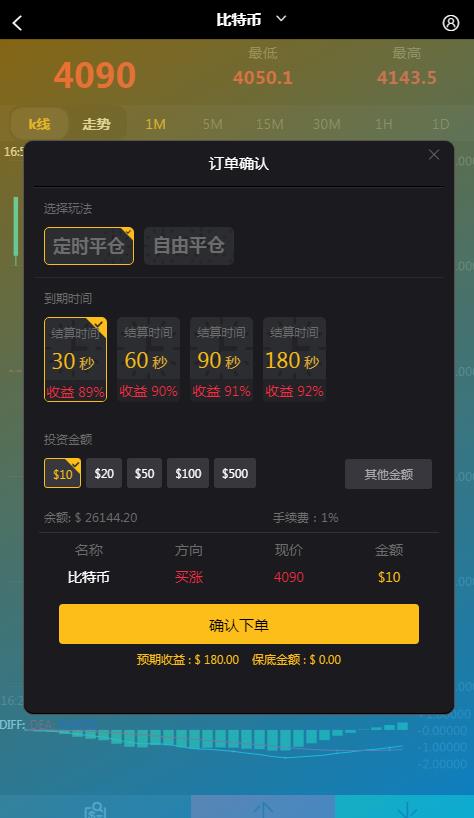 比特币
4090
最低
4050.1
最高
4143.5
k线 走势 1M 5M 15M 30M 1H 1D
16:5
订单确认
选择玩法
定时平仓 自由平仓
到期时间
结算时间 结算时间 结算时间 结算时间
30 秒 60 秒 90 秒 180 秒
收益 89% 收益 90% 收益 91% 收益 92%
投资金额
$10 $20 $50 $100 $500 其他金额
余额: $ 26144.20 手续费：1%
名称 方向 现价 金额
比特币 买涨 4090 $10
确认下单
预期收益 : $ 180.00 保底金额 : $ 0.00
16:2
DIFF: DEA:
-0.00000
-1.00000
-2.00000